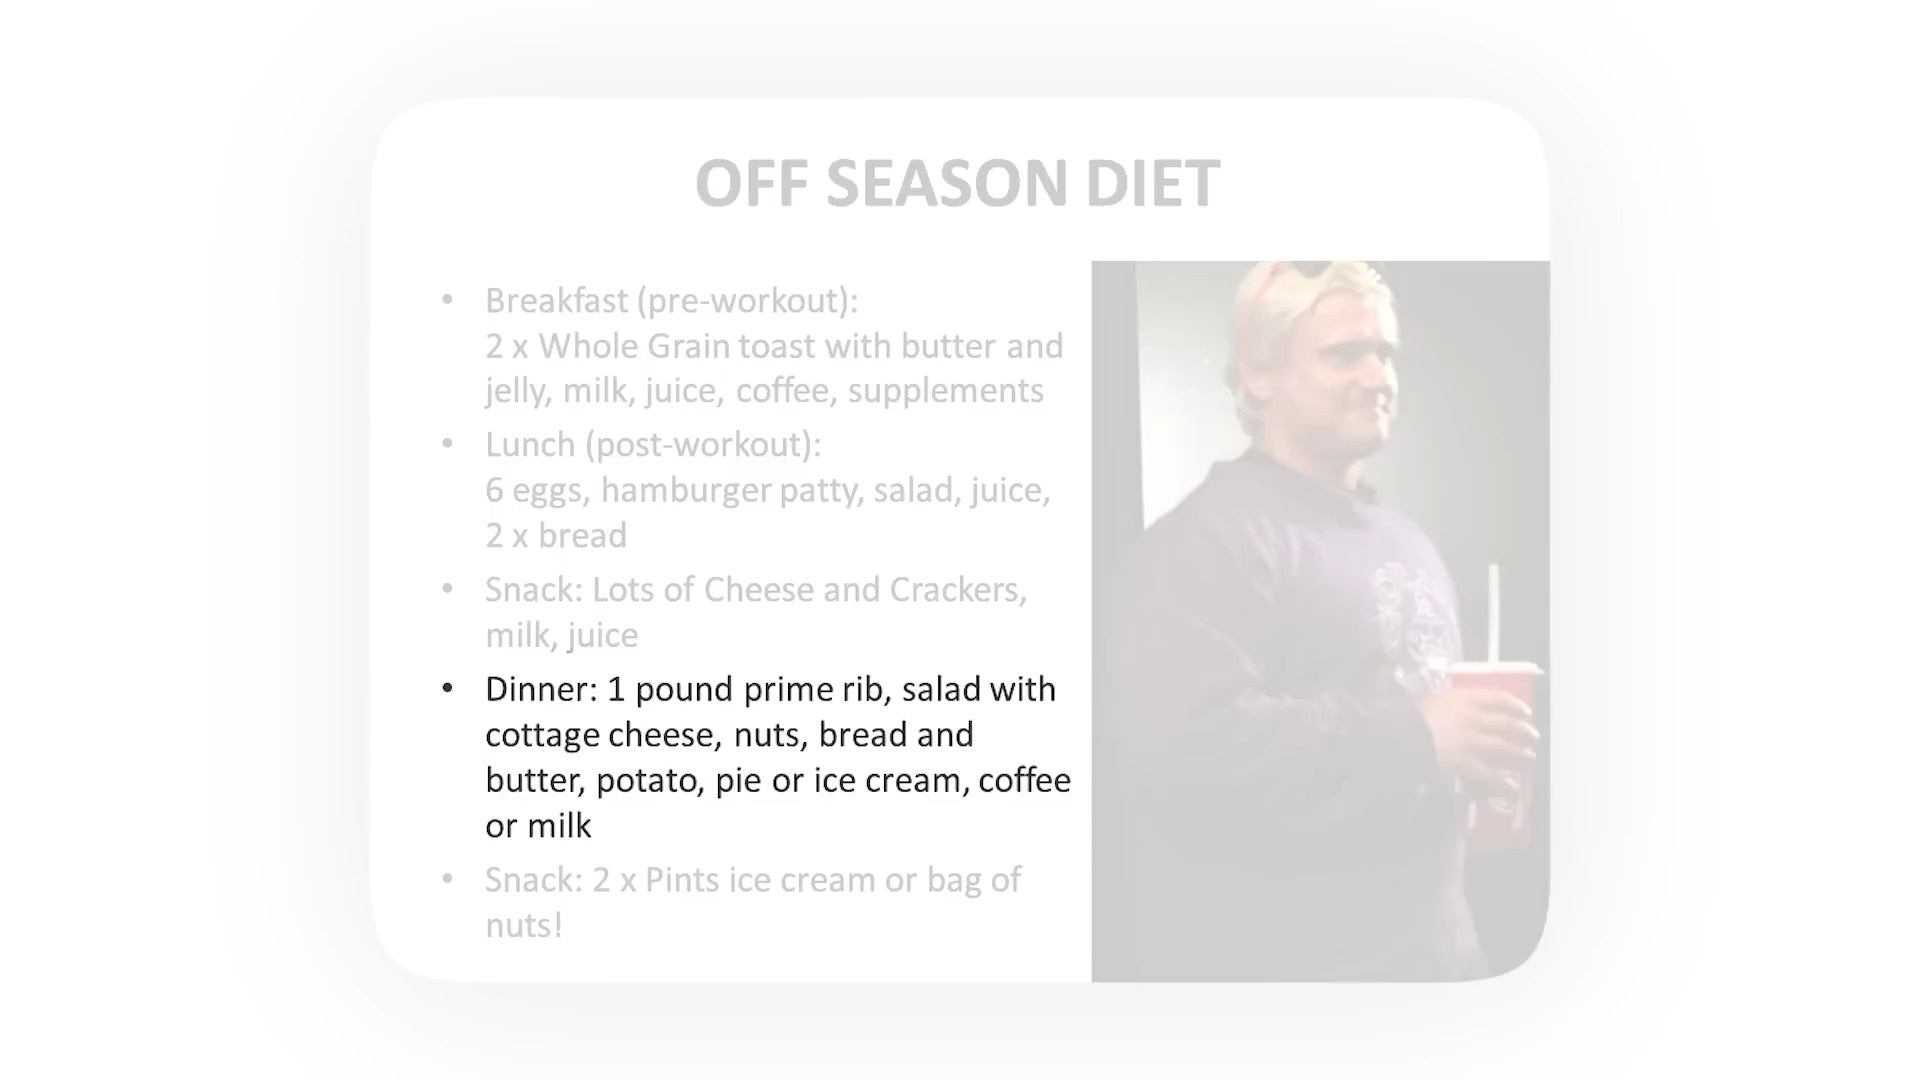 OFF SEASON DIET
• Breakfast (pre-workout):
2 x Whole Grain toast with butter and
jelly, milk, juice, coffee, supplements
• Lunch (post-workout):
6 eggs, hamburger patty, salad, juice,
2 x bread
• Snack: Lots of Cheese and Crackers,
milk, juice
• Dinner: 1 pound prime rib, salad with
cottage cheese, nuts, bread and
butter, potato, pie or ice cream, coffee
or milk
• Snack: 2 x Pints ice cream or bag of
nuts!